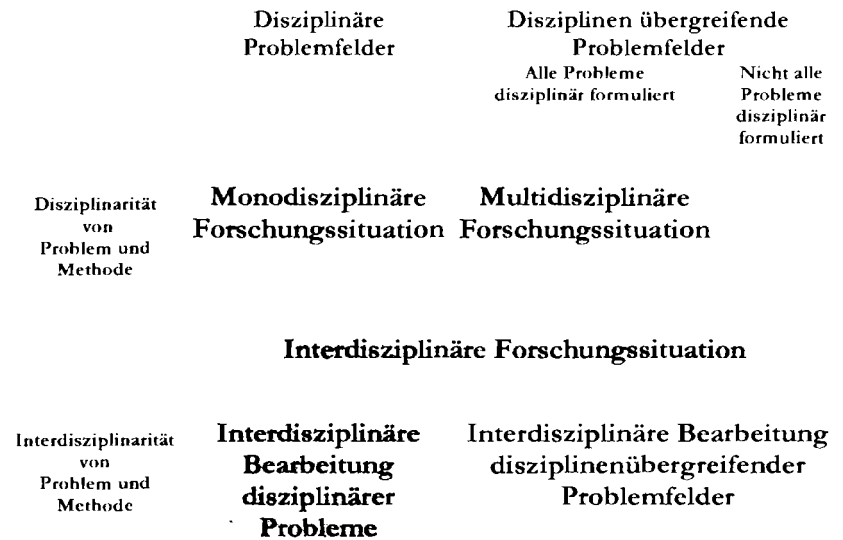 Disziplinäre
Problemfelder
Disziplinen übergreifende
Problemfelder
Alle Probleme
disziplinär formuliert
Nicht alle
Probleme
disziplinär
formuliert
Disziplinarität
von
Problem und
Methode
Monodisziplinäre
Forschungssituation
Multidisziplinäre
Forschungssituation
Interdisziplinäre Forschungssituation
Interdisziplinarität
von
Problem und
Methode
Interdisziplinäre
Bearbeitung
disziplinärer
Probleme
Interdisziplinäre Bearbeitung
disziplinenübergreifender
Problemfelder